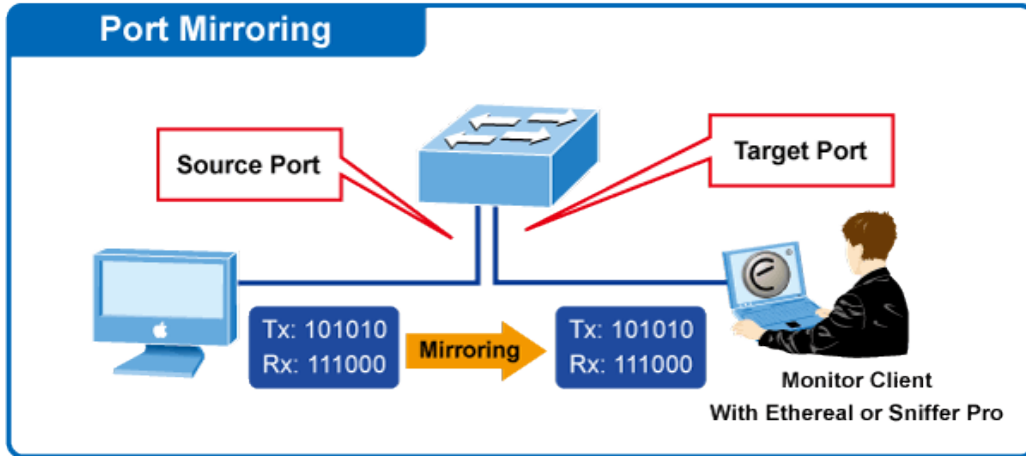 Port Mirroring
Source Port
Target Port
Tx: 101010
Rx: 111000
Mirroring
Tx: 101010
Rx: 111000
Monitor Client
With Ethereal or Sniffer Pro